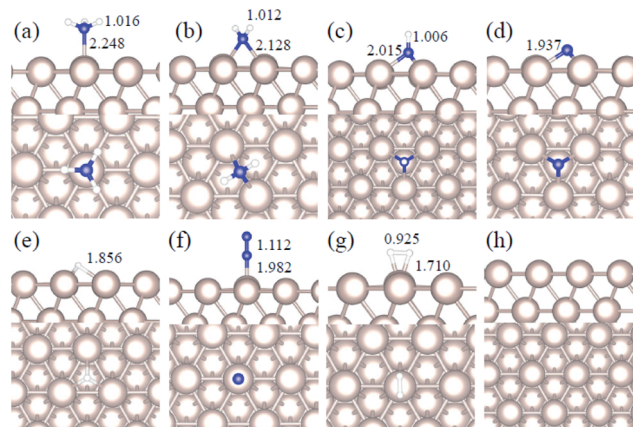 (a) 1.016
2.248
(b) 1.012
2.128
(c) 1.006
2.015
(d) 1.937
(e) 1.856
(f) 1.112
1.982
(g) 0.925
1.710
(h)